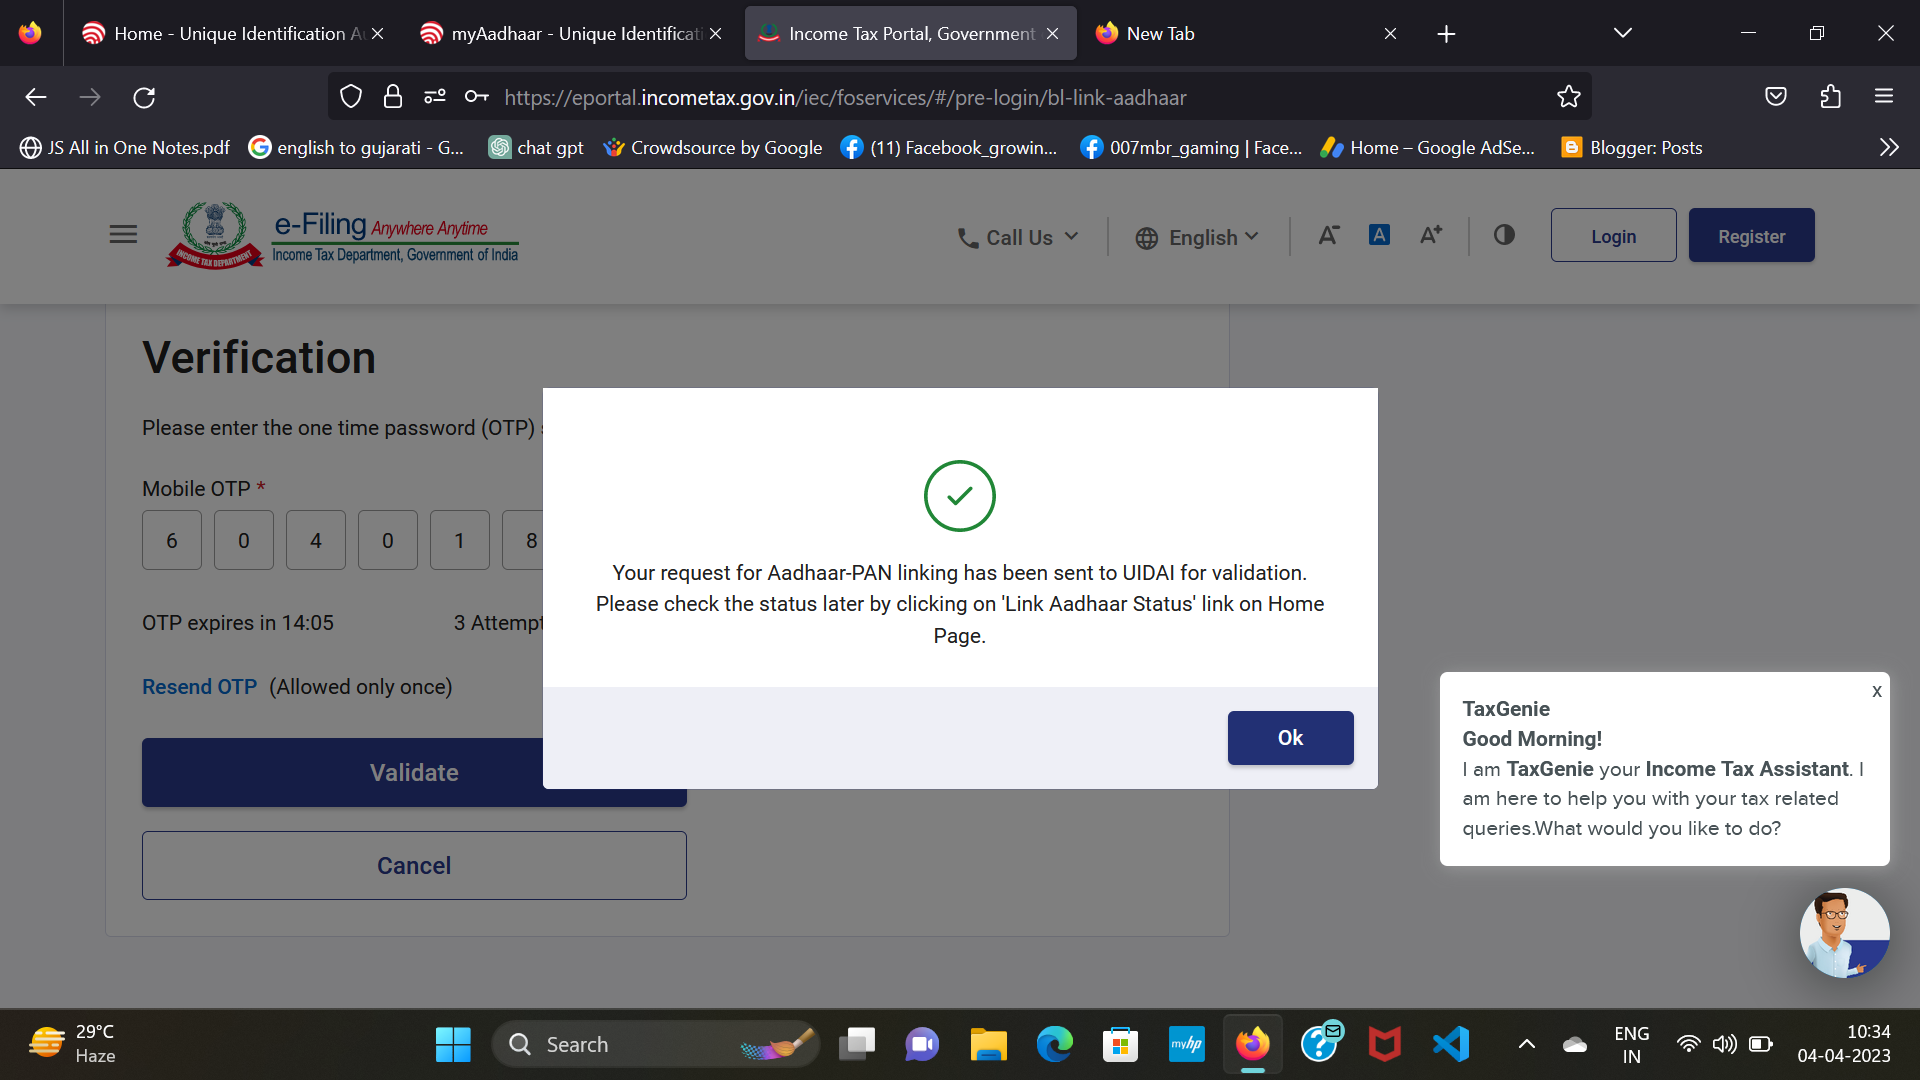 Home - Unique Identification Au
myAadhaar - Unique Identificati
Income Tax Portal, Government
New Tab
https://eportal.incometax.gov.in/iec/foservices/#/pre-login/bl-link-aadhaar
JS All in One Notes.pdf
english to gujarati - G...
chat gpt
Crowdsource by Google
(11) Facebook_growin...
007mbr_gaming | Face...
Home – Google AdSe...
Blogger: Posts
INCOME TAX DEPARTMENT
e-Filing Anywhere Anytime
Income Tax Department, Government of India
Call Us
English
A-
A
A+
Login
Register
Verification
Please enter the one time password (OTP)
Mobile OTP *
6 0 4 0 1 8
OTP expires in 14:05
3 Attempt
Resend OTP (Allowed only once)
Validate
Cancel
Your request for Aadhaar-PAN linking has been sent to UIDAI for validation.
Please check the status later by clicking on 'Link Aadhaar Status' link on Home
Page.
Ok
x
TaxGenie
Good Morning!
I am TaxGenie your Income Tax Assistant. I
am here to help you with your tax related
queries.What would you like to do?
29°C
Haze
Search
myhp
ENG
IN
10:34
04-04-2023